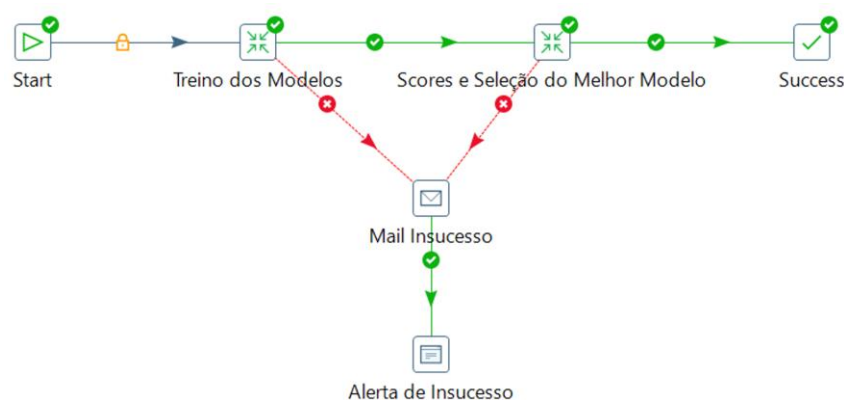 Start
Treino dos Modelos
Scores e Seleção do Melhor Modelo
Success
Mail Insucesso
Alerta de Insucesso